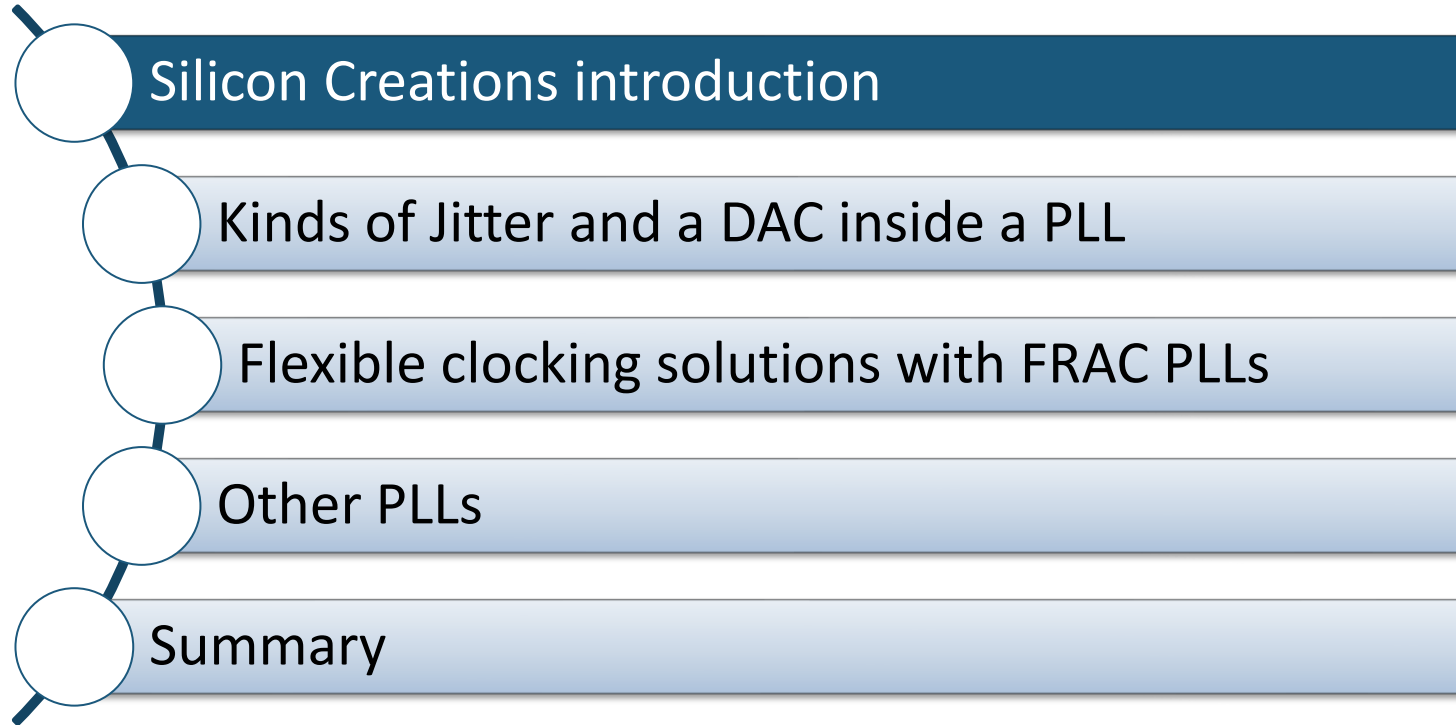 Silicon Creations introduction
Kinds of Jitter and a DAC inside a PLL
Flexible clocking solutions with FRAC PLLs
Other PLLs
Summary